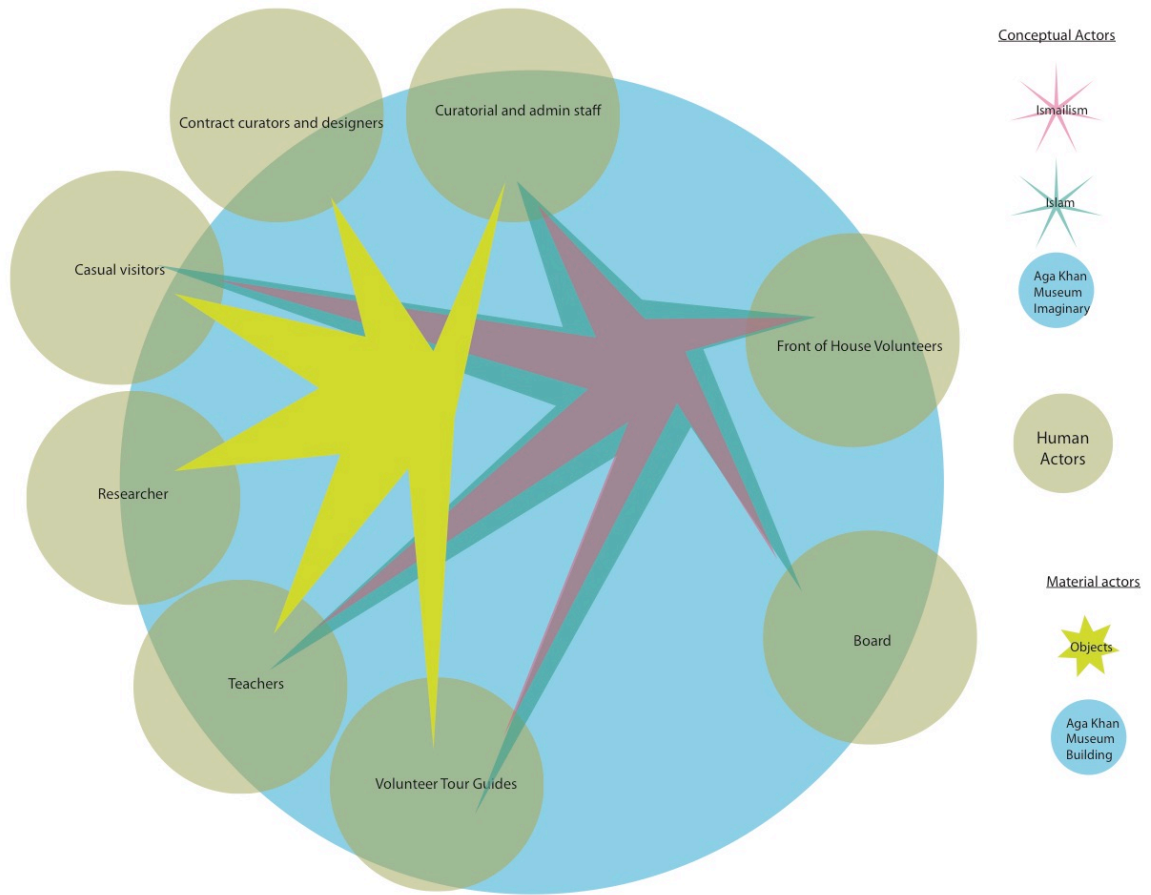 Contract curators and designers
Curatorial and admin staff
Casual visitors
Front of House Volunteers
Researcher
Board
Teachers
Volunteer Tour Guides
Conceptual Actors
Ismailism
Islam
Aga Khan
Museum
Imaginary
Human
Actors
Material actors
Objects
Aga Khan
Museum
Building